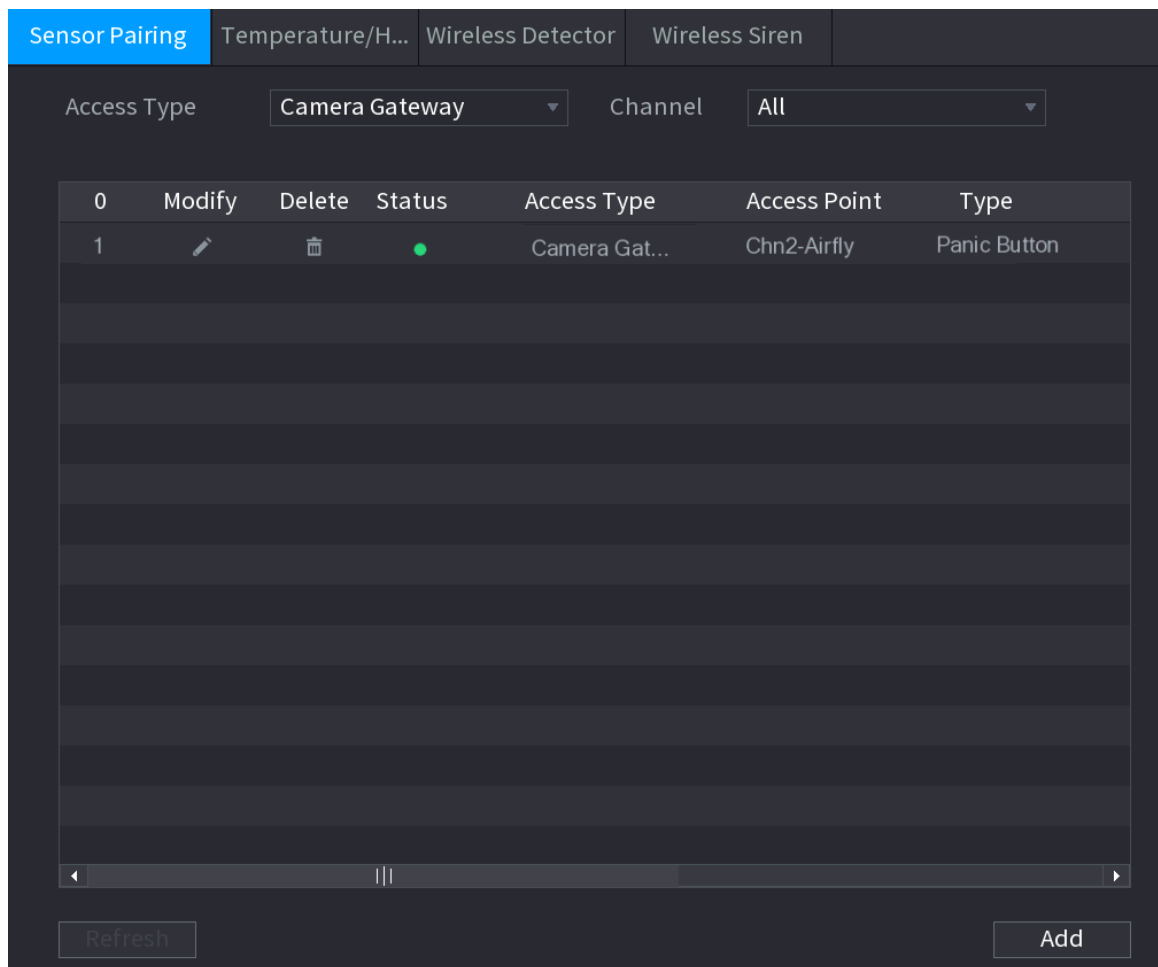 Sensor Pairing Temperature/H... Wireless Detector Wireless Siren
Access Type Camera Gateway Channel All
0 Modify Delete Status Access Type Access Point Type
1 Camera Gat... Chn2-Airfly Panic Button
Refresh Add